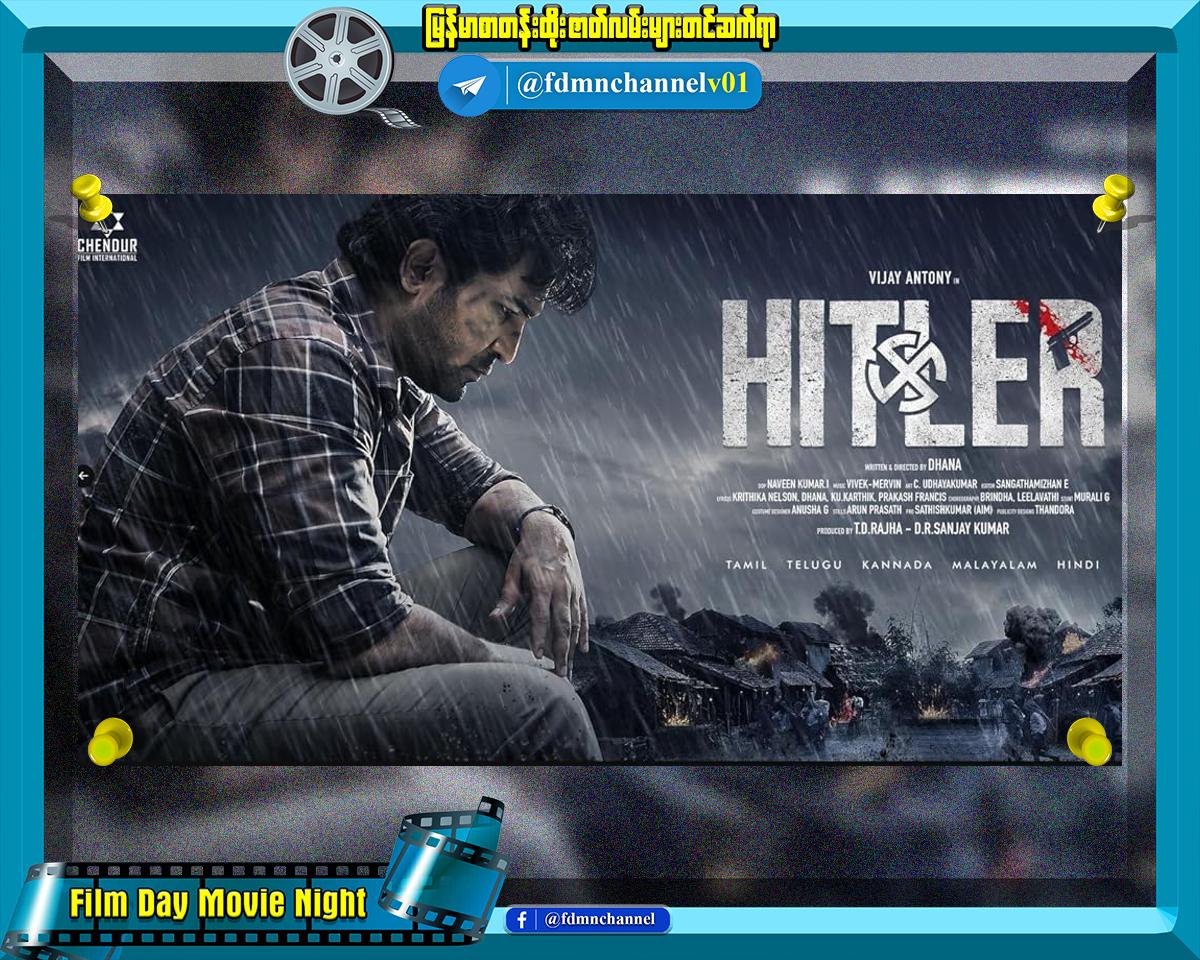 မြန်မာစာတန်းထိုး ဇာတ်လမ်းများတင်ဆက်ရာ
@fdmnchannelv01
CHENDUR
FILM INTERNATIONAL
VIJAY ANTONY IN
HITLER
WRITTEN & DIRECTED BY DHANA
DOP NAVEEN KUMAR.I MUSIC VIVEK-MERVIN ART C. UDHAYAKUMAR EDITOR SANGATHAMIZHAN E
LYRICS KRITHIKA NELSON, DHANA, KU.KARTHIK, PRAKASH FRANCIS CHOREOGRAPHY BRINDHA, LEELAVATHI STUNT MURALI G
COSTUME DESIGNER ANUSHA G STILLS ARUN PRASATH PRO SATHISHKUMAR (AIM) PUBLICITY DESIGNS THANDORA
PRODUCED BY T.D.RAJHA - D.R.SANJAY KUMAR
TAMIL TELUGU KANNADA MALAYALAM HINDI
Film Day Movie Night
@fdmnchannel